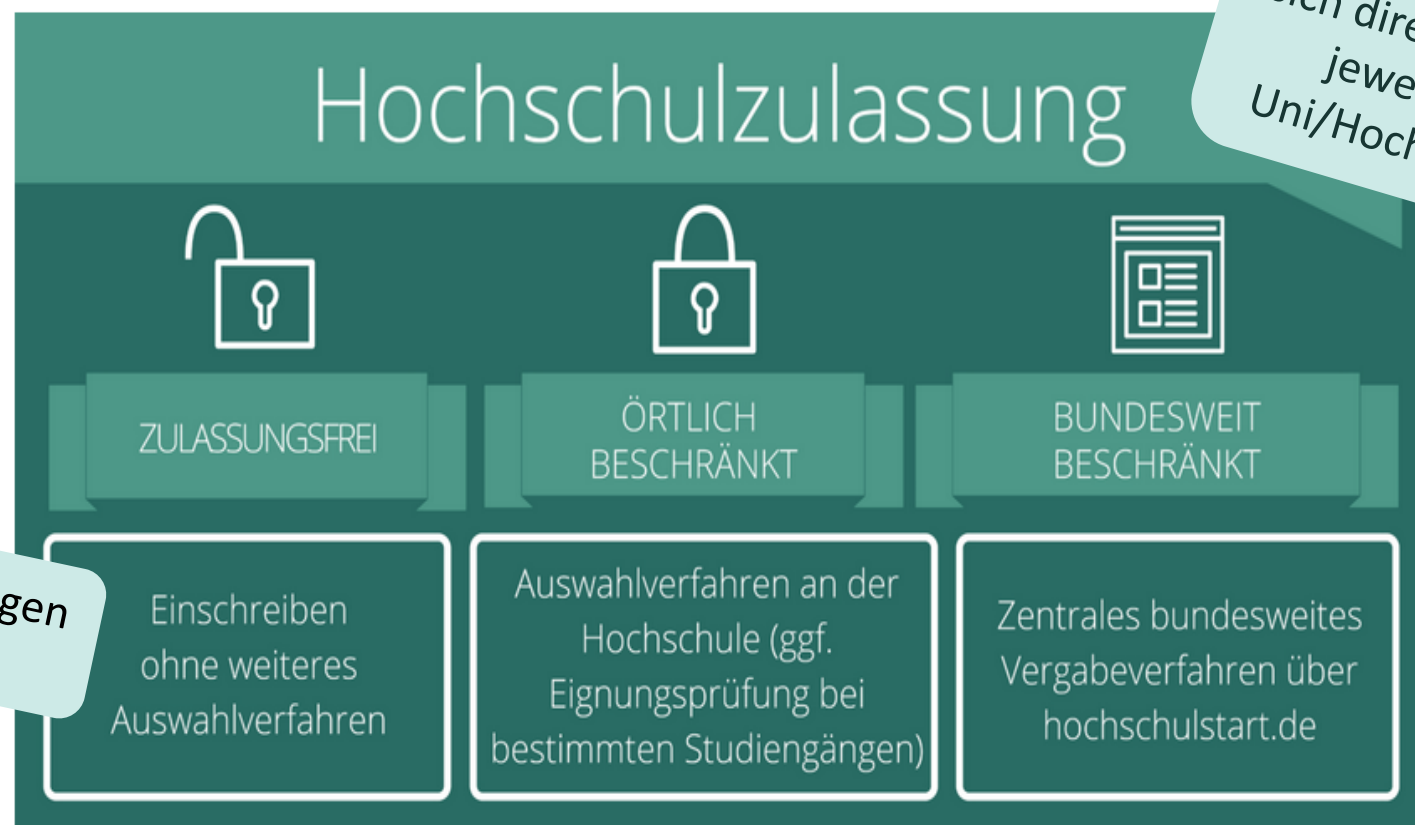 Hochschulzulassung
jewe
Uni/Hoch
ZULASSUNGSFREI
ÖRTLICH
BESCHRÄNKT
BUNDESWEIT
BESCHRÄNKT
gen
Einschreiben
ohne weiteres
Auswahlverfahren
Auswahlverfahren an der
Hochschule (ggf.
Eignungsprüfung bei
bestimmten Studiengängen)
Zentrales bundesweites
Vergabeverfahren über
hochschulstart.de